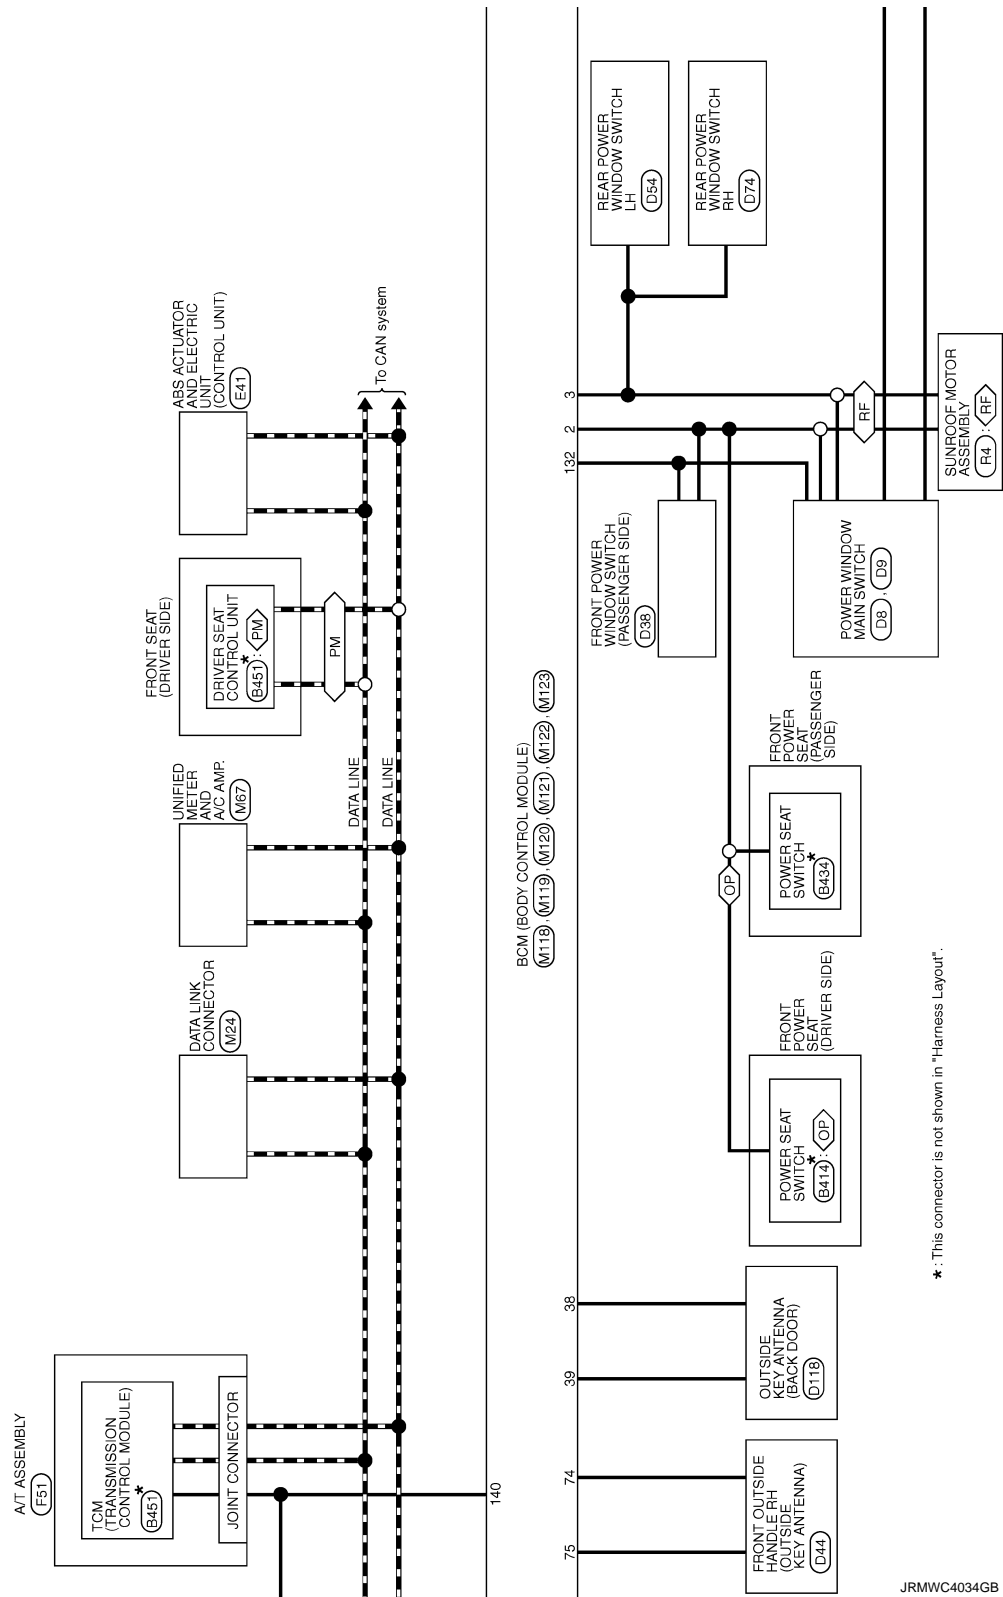 A/T ASSEMBLY
F51
TCM
(TRANSMISSION
CONTROL MODULE)
*
B451
JOINT CONNECTOR
DATA LINK
CONNECTOR
M24
UNIFIED
METER
AND
A/C AMP.
M67
FRONT SEAT
(DRIVER SIDE)
DRIVER SEAT
CONTROL UNIT
*
B451 : PM
PM
ABS ACTUATOR
AND ELECTRIC
UNIT
(CONTROL UNIT)
E41
DATA LINE
DATA LINE
To CAN system
140
BCM (BODY CONTROL MODULE)
M118 , M119 , M120 , M121 , M122 , M123
75
74
39
38
132
2
3
FRONT OUTSIDE
HANDLE RH
(OUTSIDE
KEY ANTENNA)
D44
OUTSIDE
KEY ANTENNA
(BACK DOOR)
D118
FRONT
POWER
SEAT
(DRIVER SIDE)
POWER SEAT
SWITCH
*
B414 : OP
OP
FRONT
POWER
SEAT
(PASSENGER
SIDE)
POWER SEAT
SWITCH
*
B434
FRONT POWER
WINDOW SWITCH
(PASSENGER SIDE)
D38
POWER WINDOW
MAIN SWITCH
D8 , D9
RF
SUNROOF MOTOR
ASSEMBLY
R4 : RF
REAR POWER
WINDOW SWITCH
LH
D54
REAR POWER
WINDOW SWITCH
RH
D74
* : This connector is not shown in "Harness Layout".
JRMWC4034GB